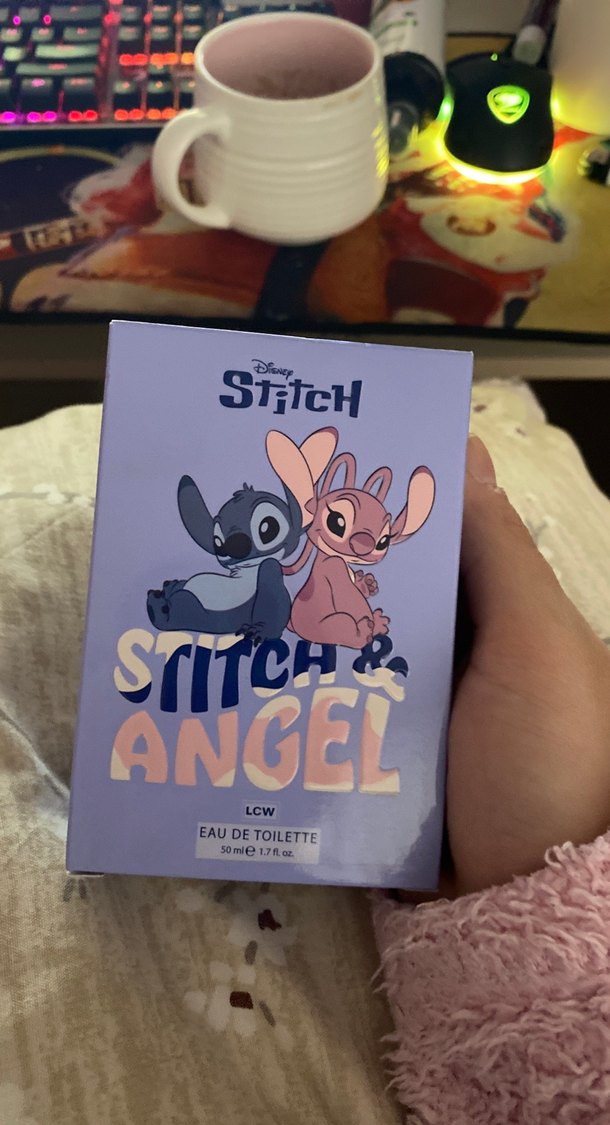 Disney
Stitch
STITCH &
ANGEL
LCW
EAU DE TOILETTE
50 ml e 1.7 fl. oz.